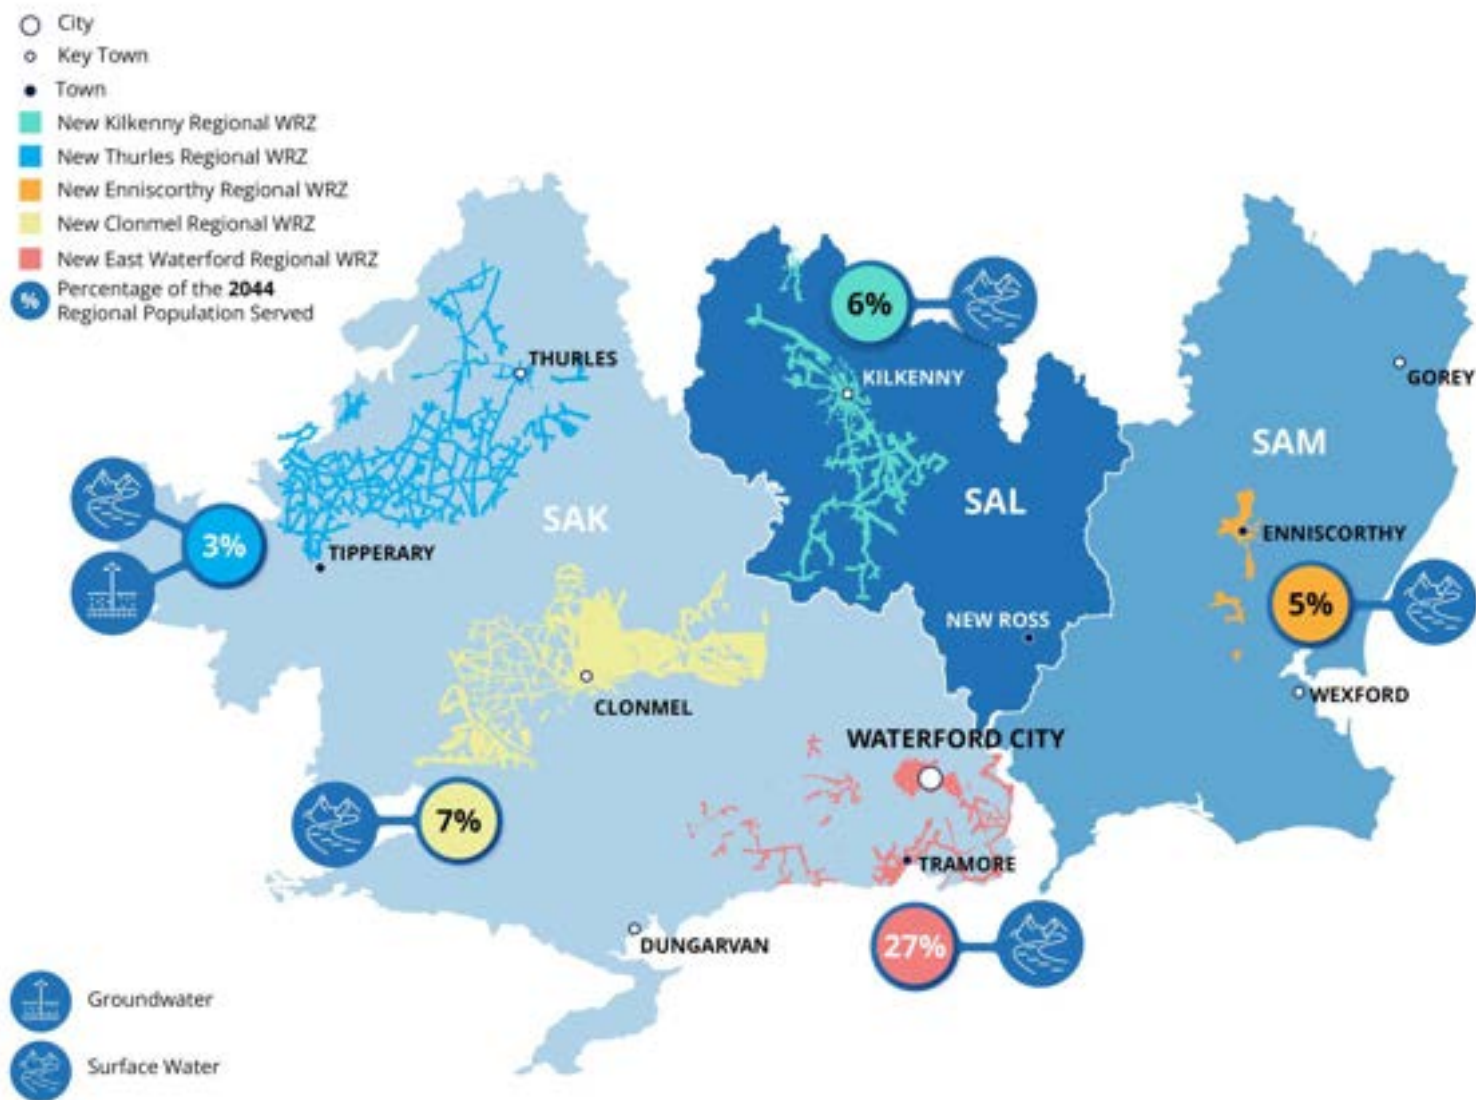 City
Key Town
Town
New Kilkenny Regional WRZ
New Thurles Regional WRZ
New Enniscorthy Regional WRZ
New Clonmel Regional WRZ
New East Waterford Regional WRZ
% Percentage of the 2044
Regional Population Served
6%
THURLES
KILKENNY
GOREY
SAM
SAL
SAK
ENNISCORTHY
3%
TIPPERARY
5%
NEW ROSS
WEXFORD
CLONMEL
WATERFORD CITY
7%
TRAMORE
27%
DUNGARVAN
Groundwater
Surface Water